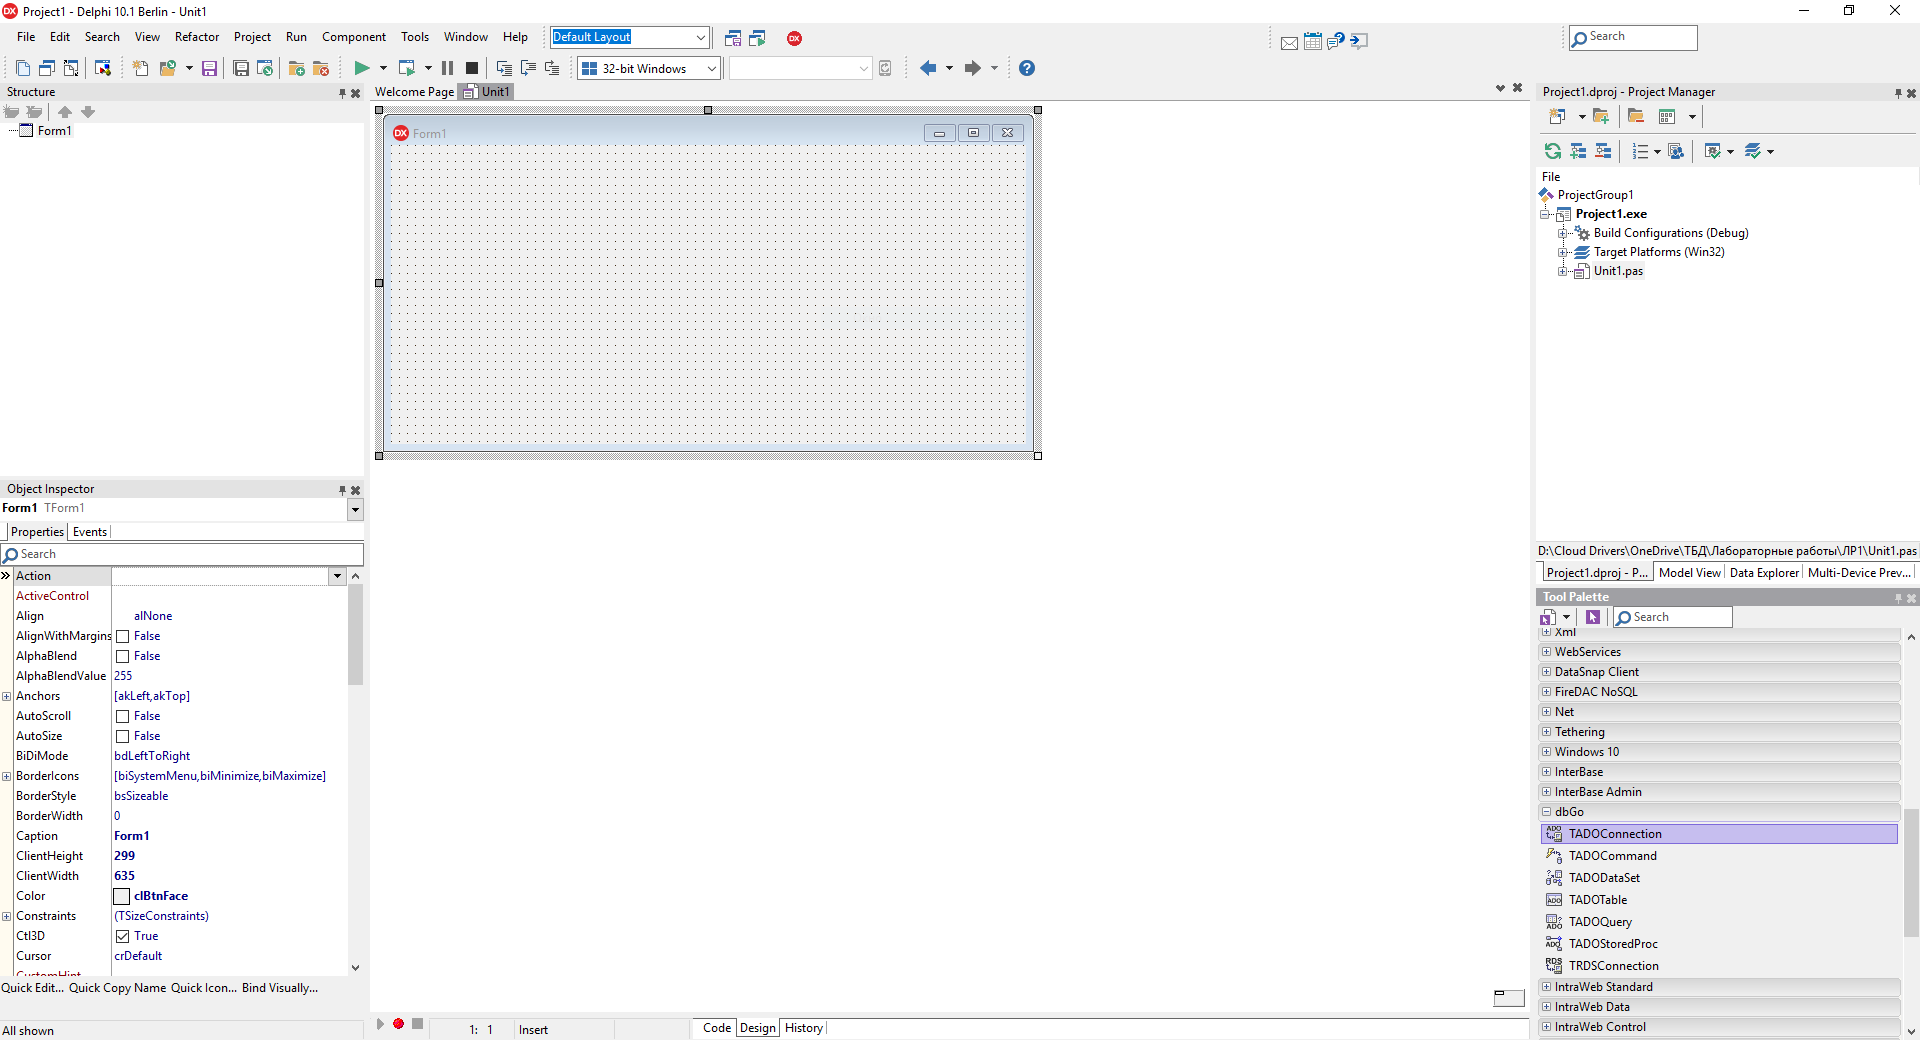 Project1 - Delphi 10.1 Berlin - Unit1
File Edit Search View Refactor Project Run Component Tools Window Help
Default Layout
DX
Search
32-bit Windows
Structure
Form1
Welcome Page
Unit1
DX Form1
Object Inspector
Form1 TForm1
Properties Events
Search
Action
ActiveControl
Align alNone
AlignWithMargins False
AlphaBlend False
AlphaBlendValue 255
Anchors [akLeft,akTop]
AutoScroll False
AutoSize False
BiDiMode bdLeftToRight
BorderIcons [biSystemMenu,biMinimize,biMaximize]
BorderStyle bsSizeable
BorderWidth 0
Caption Form1
ClientHeight 299
ClientWidth 635
Color clBtnFace
Constraints (TSizeConstraints)
Ctl3D True
Cursor crDefault
CustomHint
Quick Edit... Quick Copy Name Quick Icon... Bind Visually...
All shown
1: 1 Insert
Code Design History
Project1.dproj - Project Manager
File
ProjectGroup1
Project1.exe
Build Configurations (Debug)
Target Platforms (Win32)
Unit1.pas
D:\Cloud Drivers\OneDrive\ТБД\Лабораторные работы\ЛР1\Unit1.pas
Project1.dproj - P... Model View Data Explorer Multi-Device Prev...
Tool Palette
Search
Xml
WebServices
DataSnap Client
FireDAC NoSQL
Net
Tethering
Windows 10
InterBase
InterBase Admin
dbGo
TADOConnection
TADOCommand
TADODataSet
TADOTable
TADOQuery
TADOStoredProc
TRDSConnection
IntraWeb Standard
IntraWeb Data
IntraWeb Control